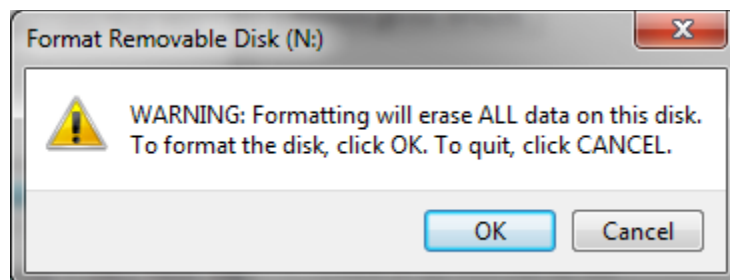 Format Removable Disk (N:)
WARNING: Formatting will erase ALL data on this disk.
To format the disk, click OK. To quit, click CANCEL.
OK
Cancel